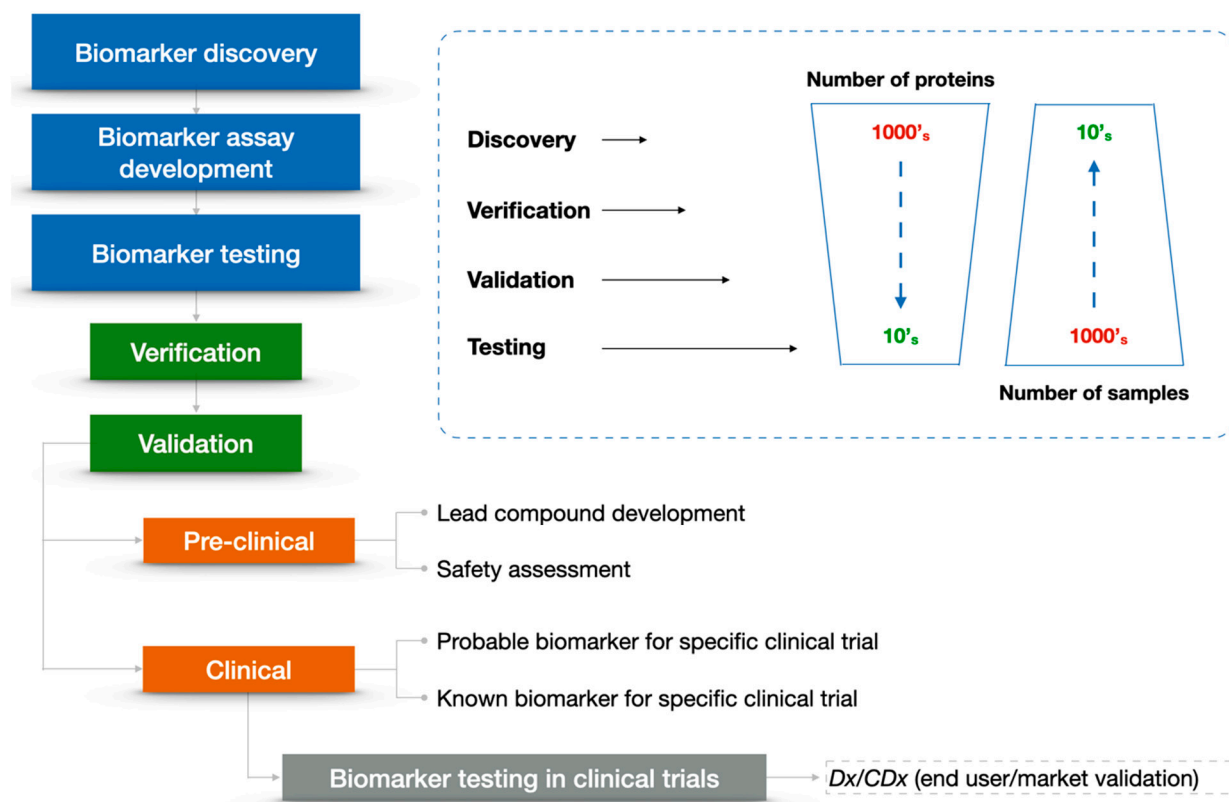 Biomarker discovery
Biomarker assay
development
Biomarker testing
Verification
Validation
Pre-clinical
Lead compound development
Safety assessment
Clinical
Probable biomarker for specific clinical trial
Known biomarker for specific clinical trial
Biomarker testing in clinical trials
Dx/CDx (end user/market validation)
Number of proteins
Discovery
1000's
10's
Verification
Validation
Testing
10's
1000's
Number of samples